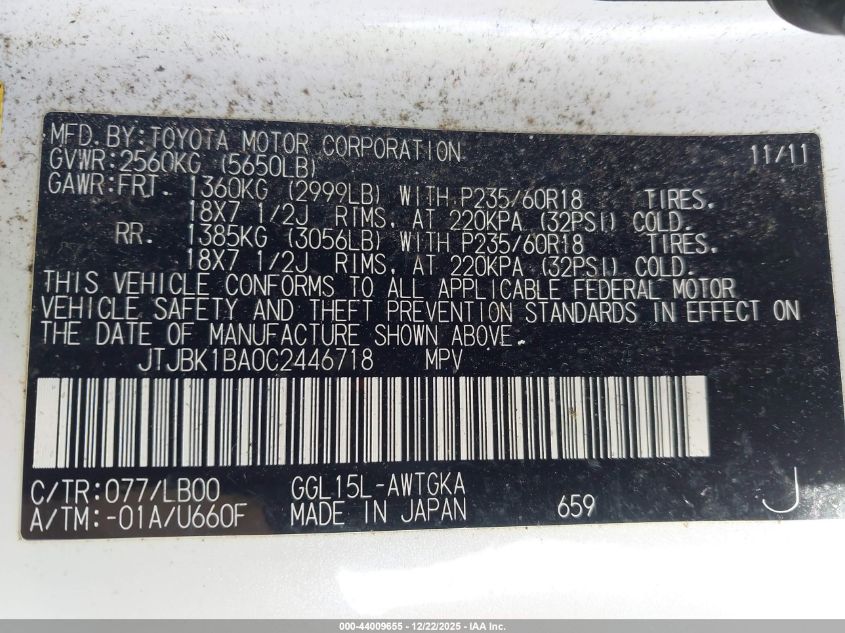 MFD. BY: TOYOTA MOTOR CORPORATION 11/11
GVWR: 2560KG (5650LB)
GAWR: FRT. 1360KG (2999LB) WITH P235/60R18 TIRES.
18X7 1/2J RIMS, AT 220KPA (32PSI) COLD.
RR. 1385KG (3056LB) WITH P235/60R18 TIRES.
18X7 1/2J RIMS, AT 220KPA (32PSI) COLD.
THIS VEHICLE CONFORMS TO ALL APPLICABLE FEDERAL MOTOR
VEHICLE SAFETY AND THEFT PREVENTION STANDARDS IN EFFECT ON
THE DATE OF MANUFACTURE SHOWN ABOVE.
JTJBK1BA0C2446718 MPV
C/TR: 077/LB00 GGL15L-AWTGKA
A/TM: -01A/U660F MADE IN JAPAN 659 J
000-44009655 - 12/22/2025 - IAA Inc.